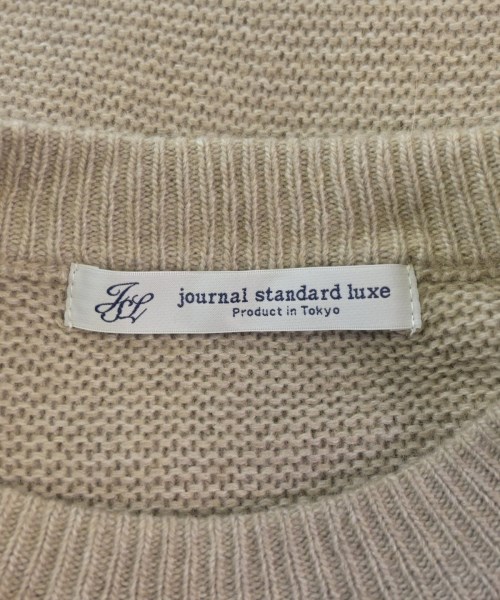 JSL journal standard luxe
Product in Tokyo